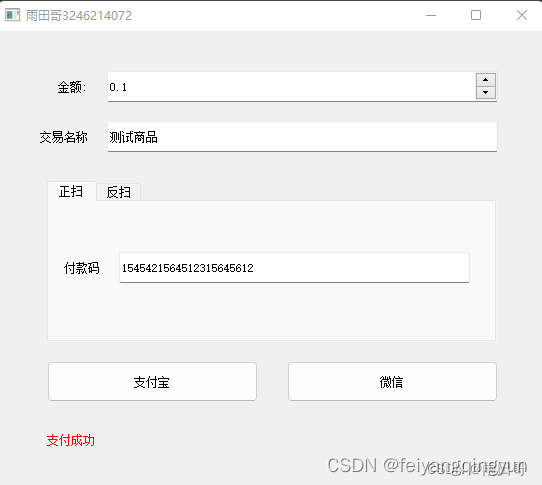 雨田哥3246214072
金额:
0.1
交易名称
测试商品
正扫 反扫
付款码
1545421564512315645612
支付宝 微信
支付成功
CSDN @feiyangqingyun